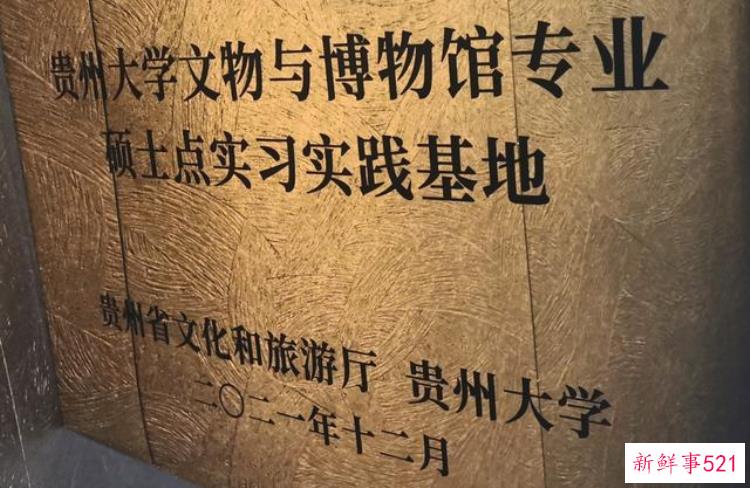 贵州大学文物与博物馆专业
硕士点实习实践基地
贵州省文化和旅游厅 贵州大学
二〇二一年十二月
新鲜事521